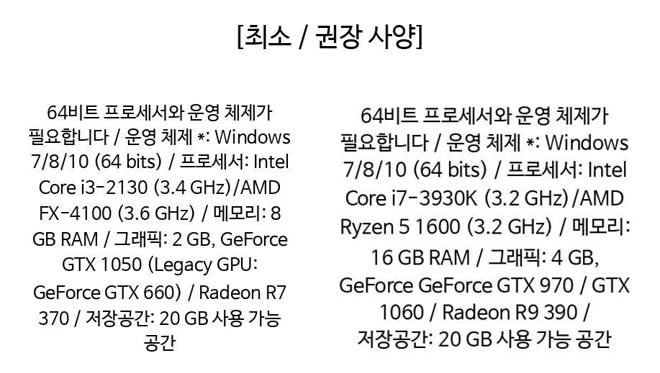 [최소 / 권장 사양]
64비트 프로세서와 운영 체제가
필요합니다 / 운영 체제 *: Windows
7/8/10 (64 bits) / 프로세서: Intel
Core i3-2130 (3.4 GHz)/AMD
FX-4100 (3.6 GHz) / 메모리: 8
GB RAM / 그래픽: 2 GB, GeForce
GTX 1050 (Legacy GPU:
GeForce GTX 660) / Radeon R7
370 / 저장공간: 20 GB 사용 가능
공간
64비트 프로세서와 운영 체제가
필요합니다 / 운영 체제 *: Windows
7/8/10 (64 bits) / 프로세서: Intel
Core i7-3930K (3.2 GHz)/AMD
Ryzen 5 1600 (3.2 GHz) / 메모리:
16 GB RAM / 그래픽: 4 GB,
GeForce GeForce GTX 970 / GTX
1060 / Radeon R9 390 /
저장공간: 20 GB 사용 가능 공간